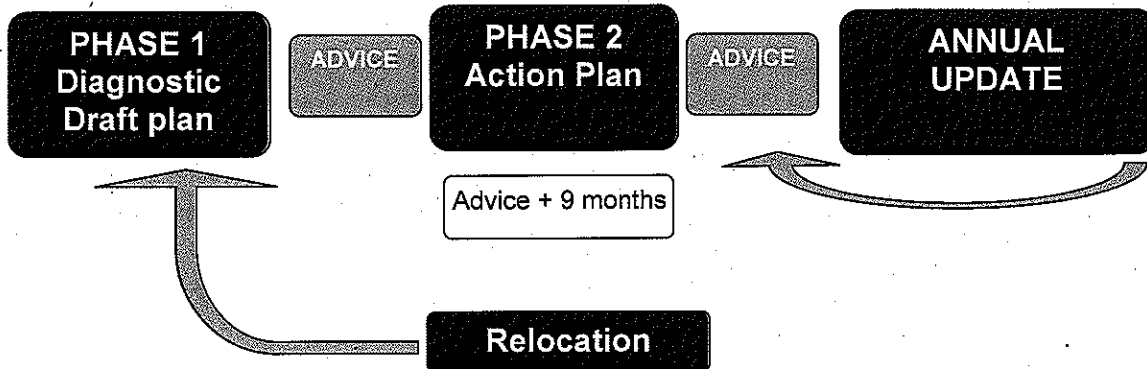 PHASE 1
Diagnostic
Draft plan
ADVICE
PHASE 2
Action Plan
ADVICE
ANNUAL
UPDATE
Advice + 9 months
Relocation